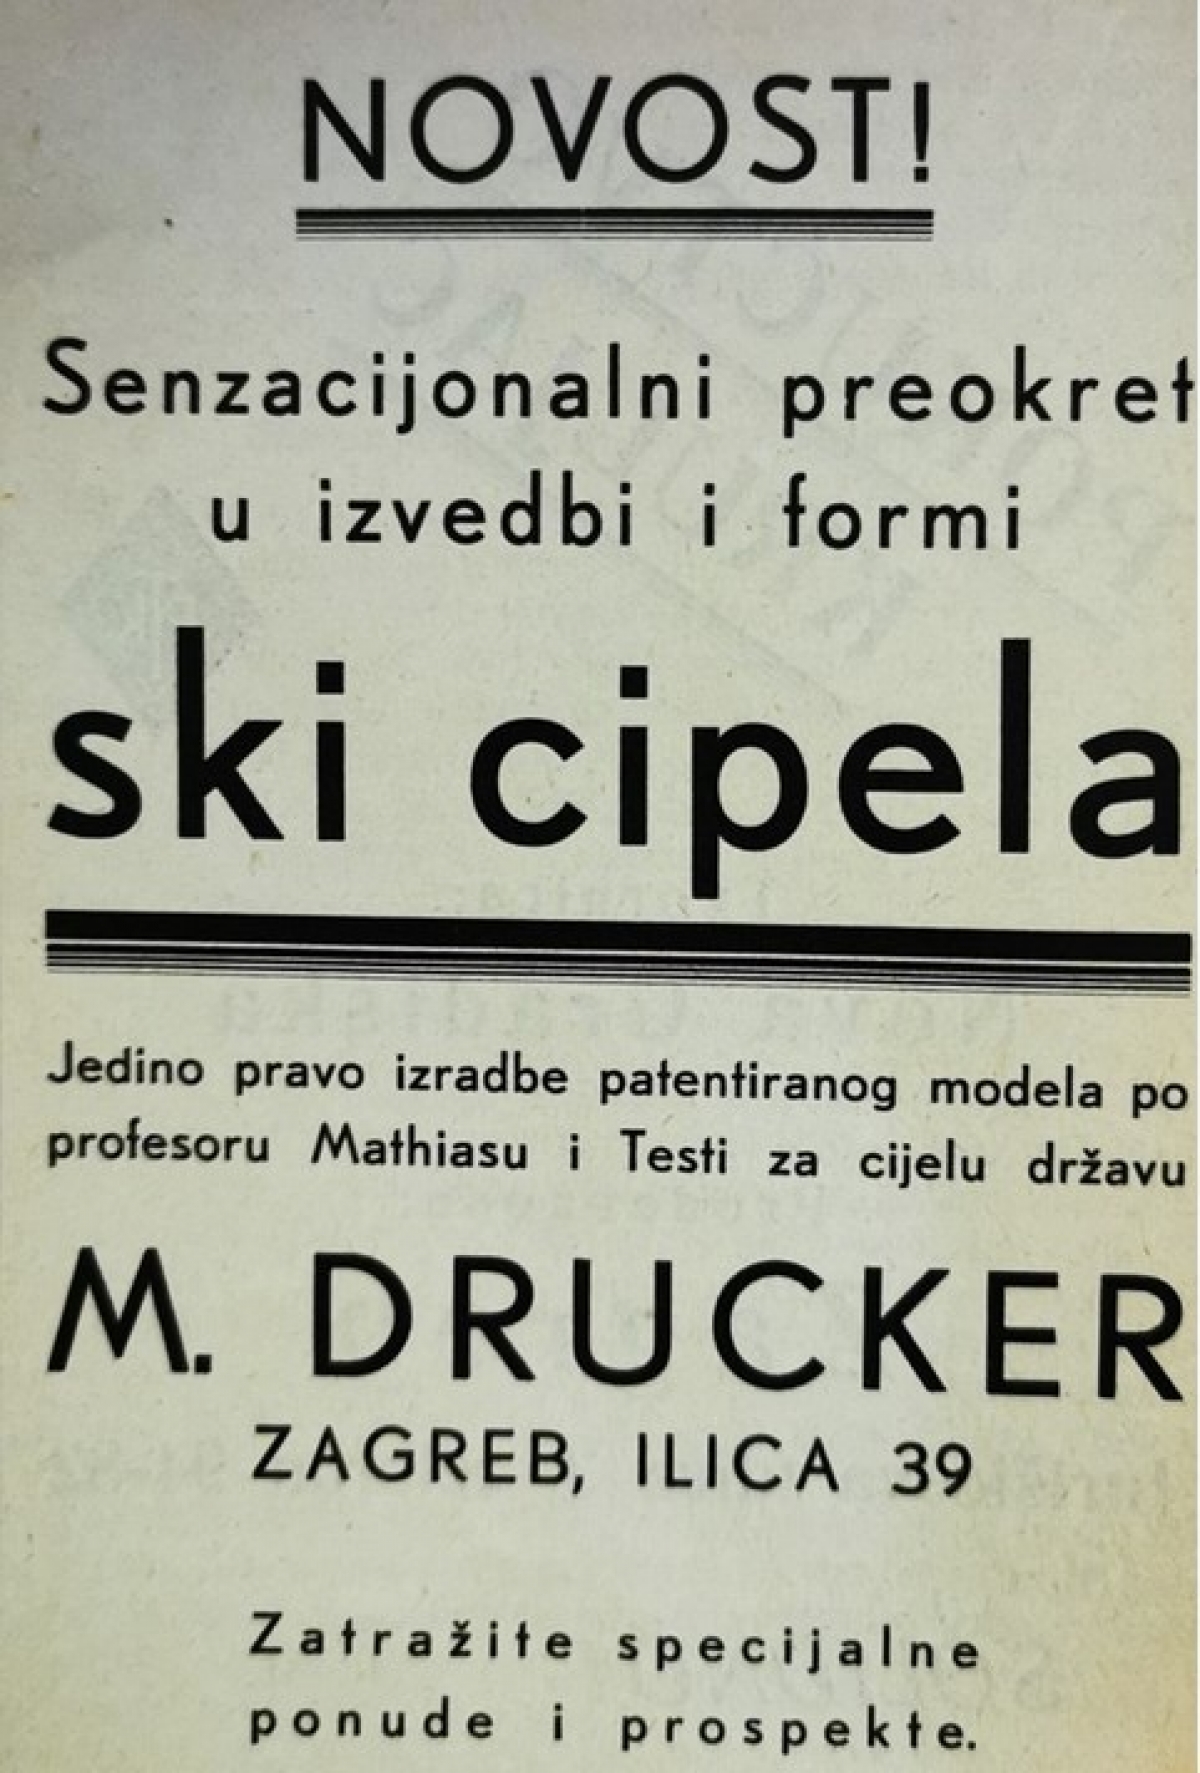 NOVOST!
Senzacijonalni preokret
u izvedbi i formi
ski cipela
Jedino pravo izradbe patentiranog modela po
profesoru Mathiasu i Testi za cijelu državu
M. DRUCKER
ZAGREB, ILICA 39
Zatražite specijalne
ponude i prospekte.